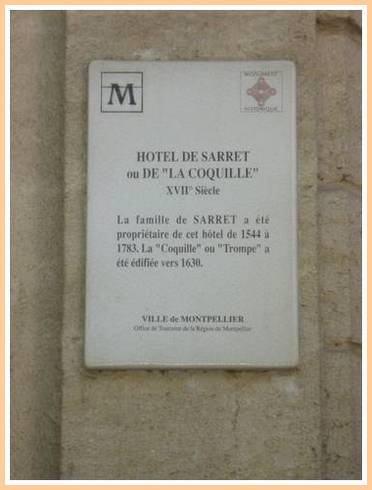 M
MONUMENT
HISTORIQUE
HOTEL DE SARRET
ou DE "LA COQUILLE"
XVII° Siècle
La famille de SARRET a été
propriétaire de cet hôtel de 1544 à
1783. La "Coquille" ou "Trompe" a
été édifiée vers 1630.
VILLE de MONTPELLIER
Office de Tourisme de la Région de Montpellier